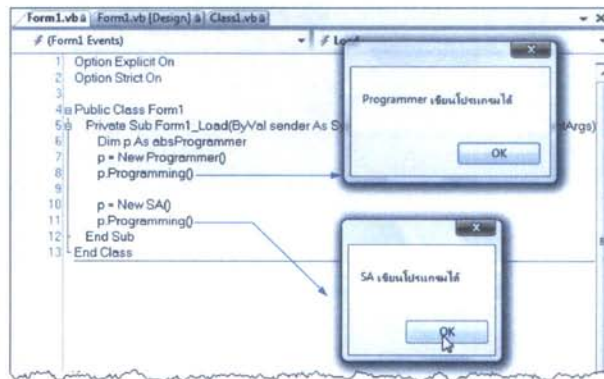 Form1.vb Form1.vb [Design] Class1.vb
(Form1 Events) Load
1 Option Explicit On
2 Option Strict On
3
4 Public Class Form1
5 Private Sub Form1_Load(ByVal sender As Sy tArgs)
6 Dim p As absProgrammer
7 p = New Programmer()
8 p.Programming()
9
10 p = New SA()
11 p.Programming()
12 End Sub
13 End Class
Programmer เขียนโปรแกรมได้
OK
SA เขียนโปรแกรมได้
OK